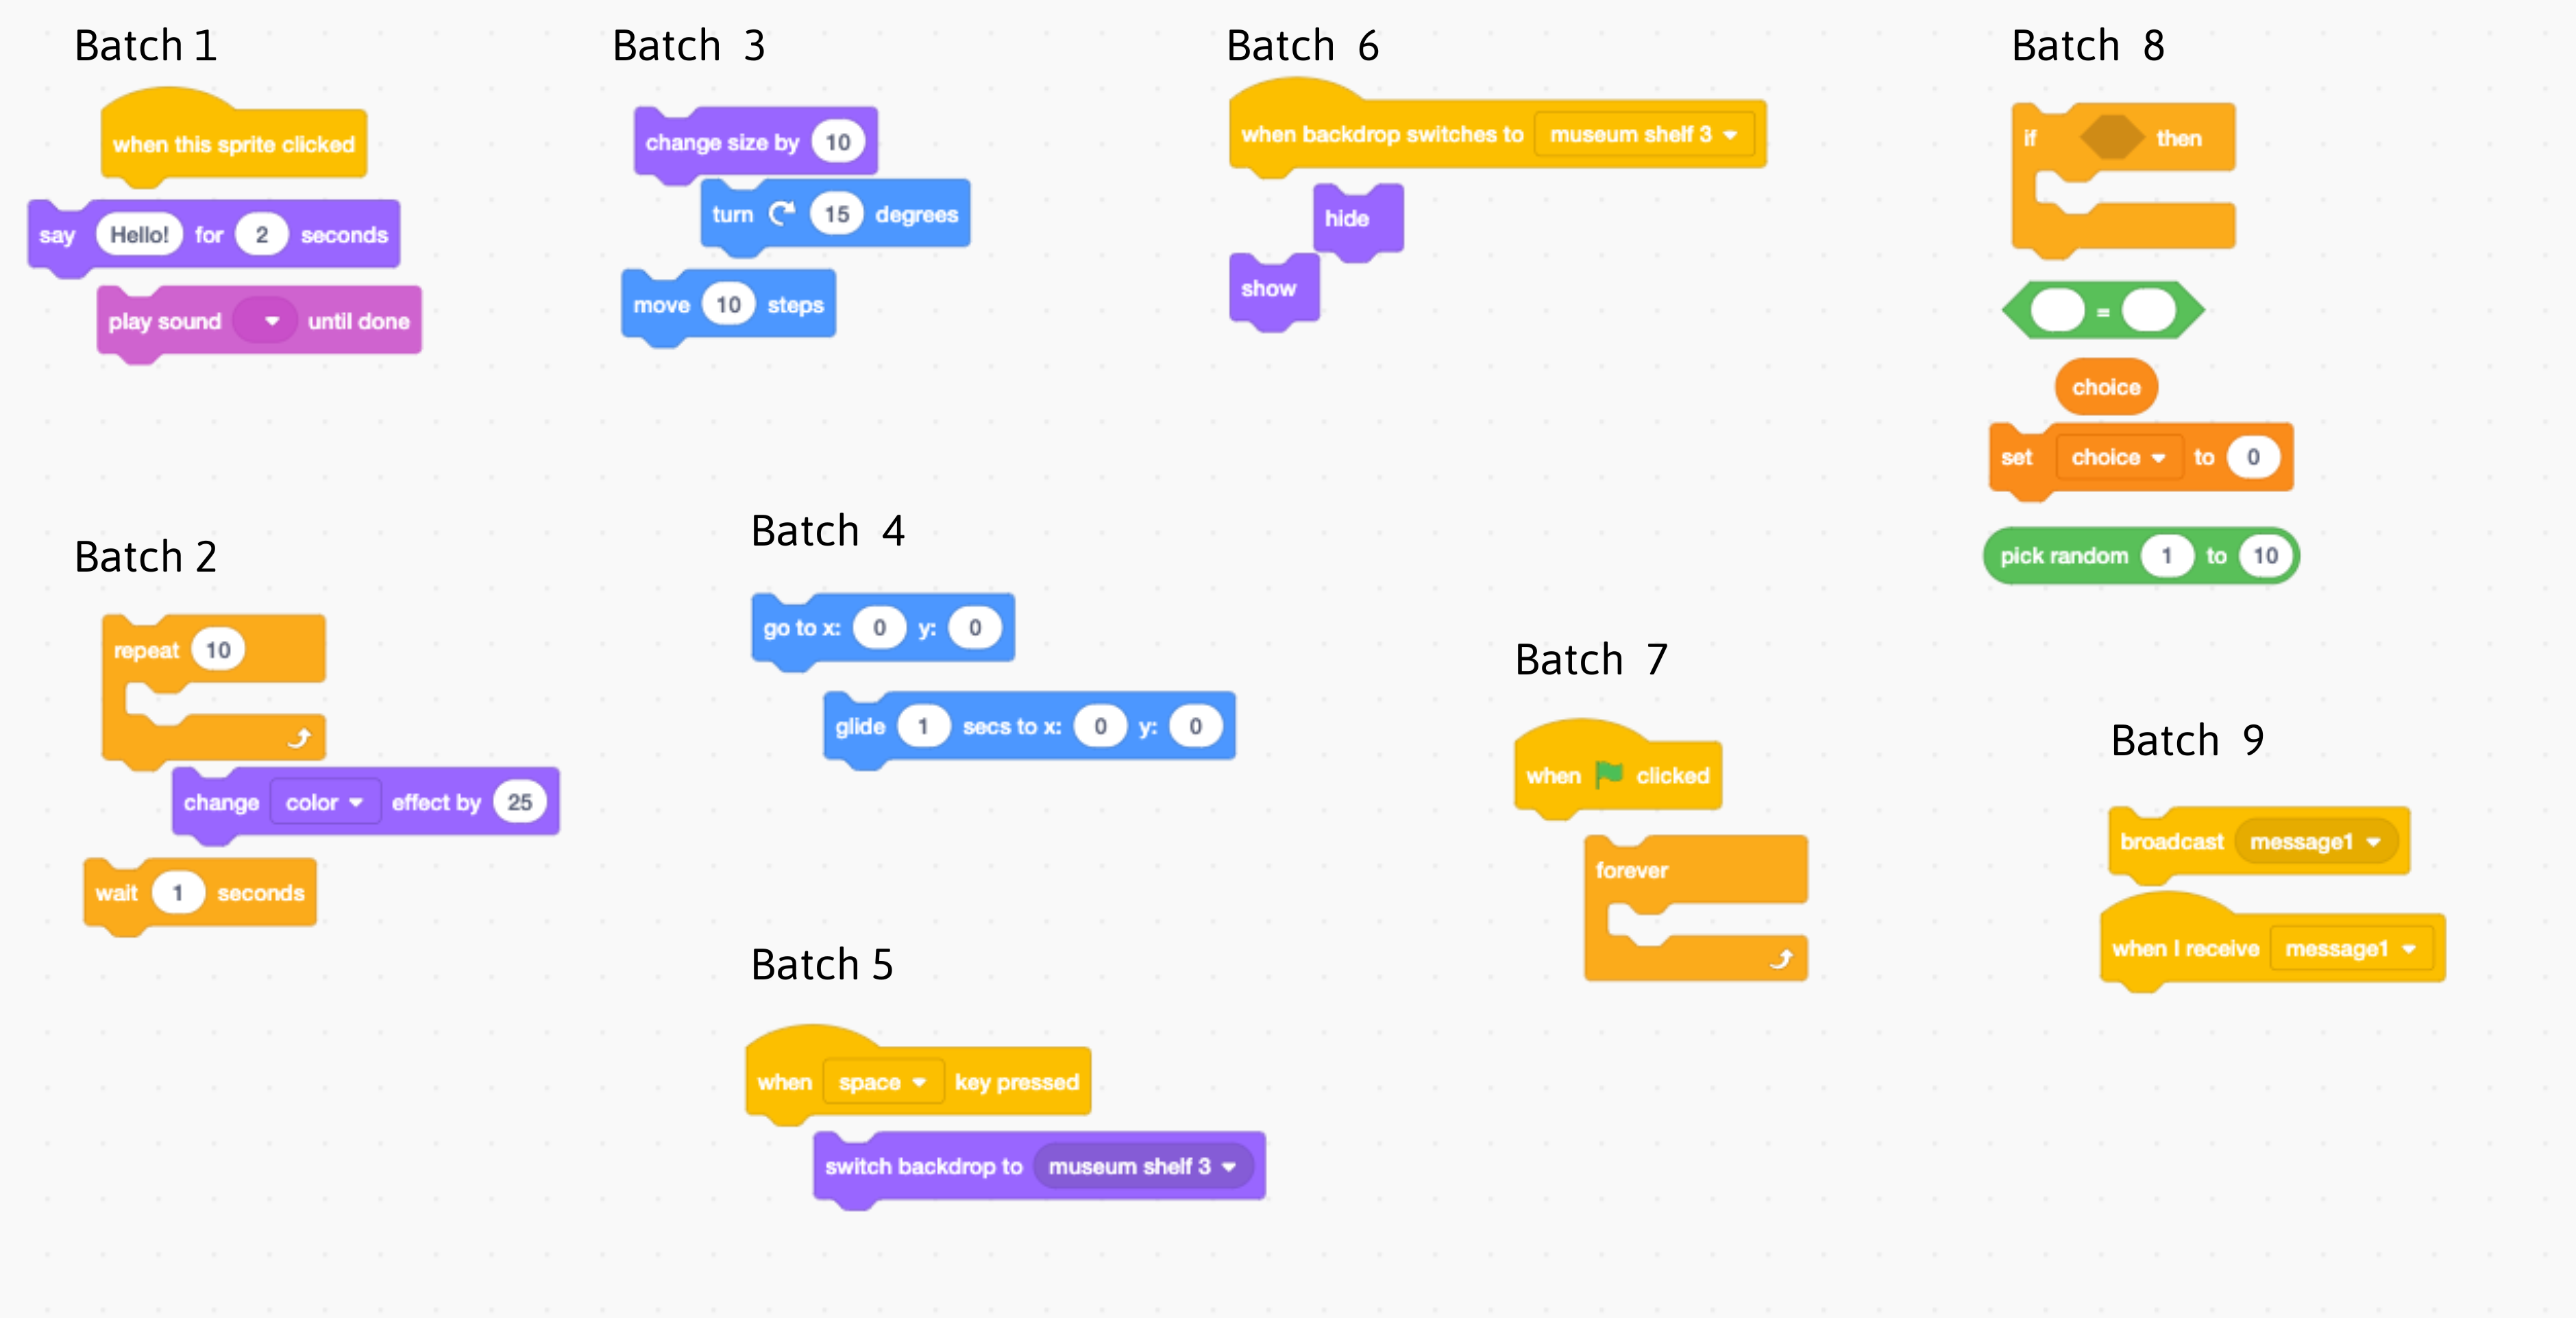 Batch 1
when this sprite clicked
say Hello! for 2 seconds
play sound until done
Batch 2
repeat 10
change color effect by 25
wait 1 seconds
Batch 3
change size by 10
turn 15 degrees
move 10 steps
Batch 4
go to x: 0 y: 0
glide 1 secs to x: 0 y: 0
Batch 5
when space key pressed
switch backdrop to museum shelf 3
Batch 6
when backdrop switches to museum shelf 3
hide
show
Batch 7
when clicked
forever
Batch 8
if then
=
choice
set choice to 0
pick random 1 to 10
Batch 9
broadcast message1
when I receive message1